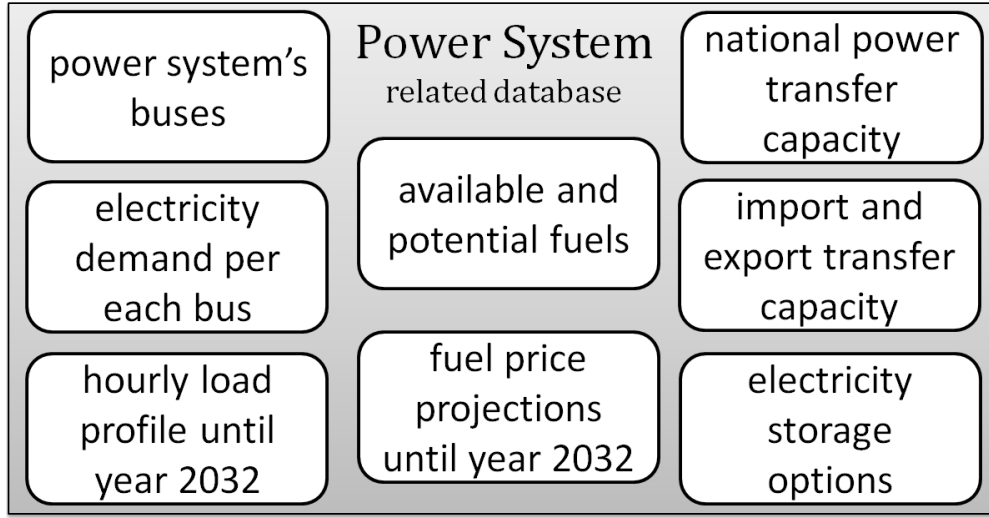 Power System
related database
power system's
buses
electricity
demand per
each bus
hourly load
profile until
year 2032
available and
potential fuels
fuel price
projections
until year 2032
national power
transfer
capacity
import and
export transfer
capacity
electricity
storage
options